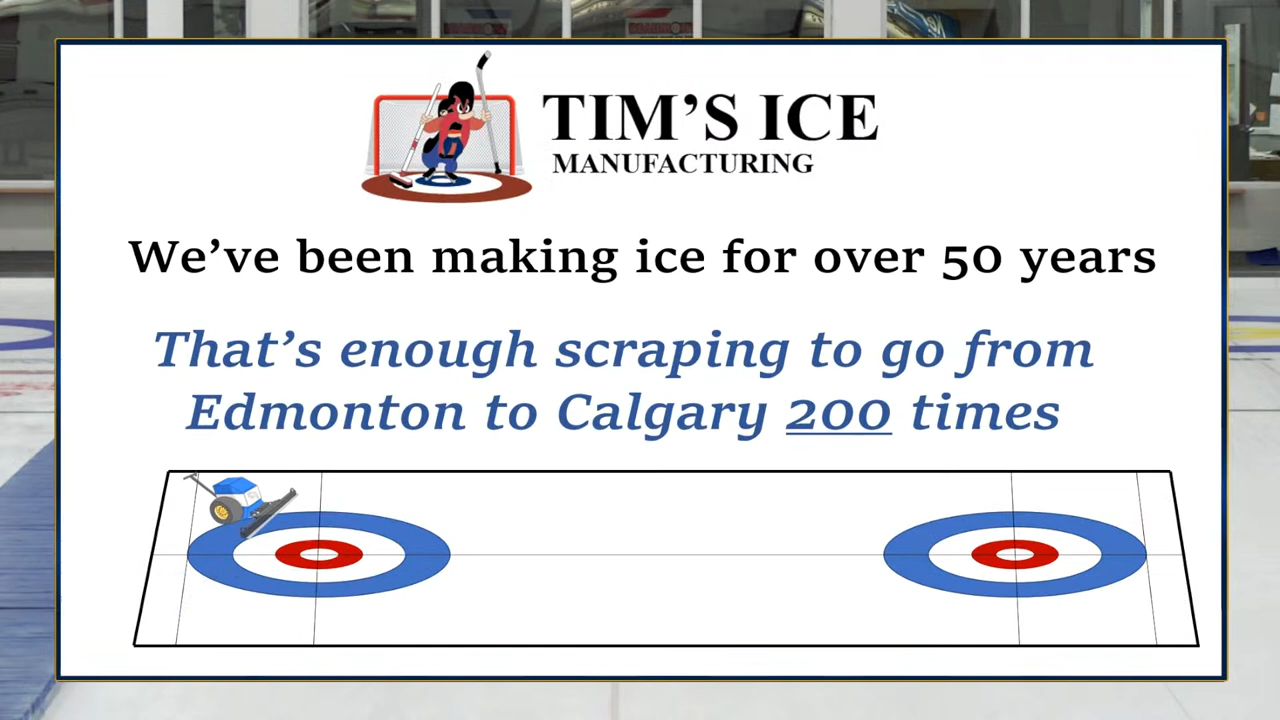 TIM'S ICE
MANUFACTURING
We've been making ice for over 50 years
That's enough scraping to go from
Edmonton to Calgary 200 times